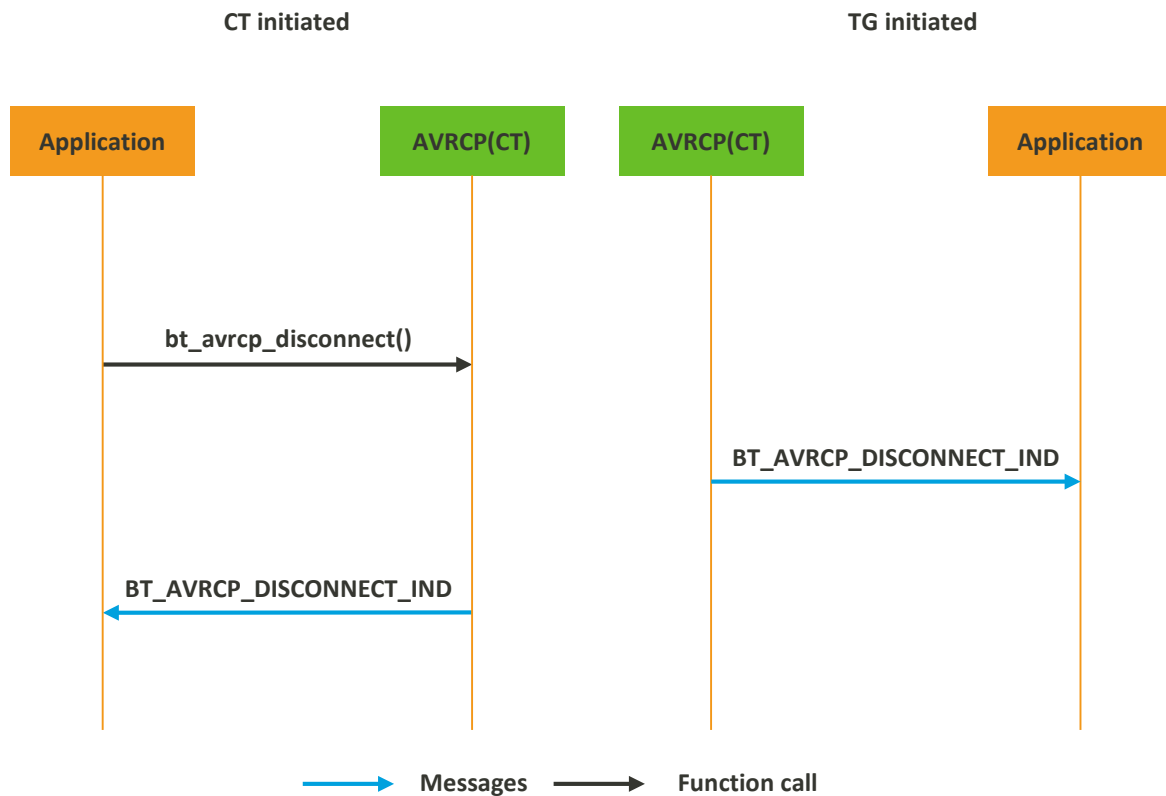 CT initiated
TG initiated
Application
AVRCP(CT)
AVRCP(CT)
Application
bt_avrcp_disconnect()
BT_AVRCP_DISCONNECT_IND
BT_AVRCP_DISCONNECT_IND
Messages
Function call